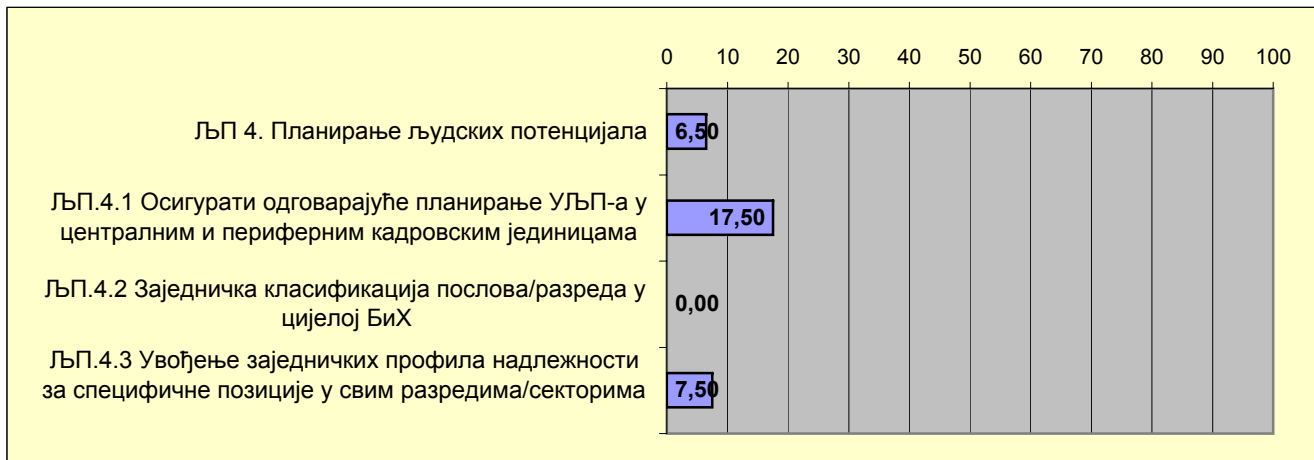 0 10 20 30 40 50 60 70 80 90 100
ЉП 4. Планирање људских потенцијала
6,50
ЉП.4.1 Осигурати одговарајуће планирање УЉП-а у
централним и периферним кадровским јединицама
17,50
ЉП.4.2 Заједничка класификација послова/разреда у
цијелој БиХ
0,00
ЉП.4.3 Увођење заједничких профила надлежности
за специфичне позиције у свим разредима/секторима
7,50